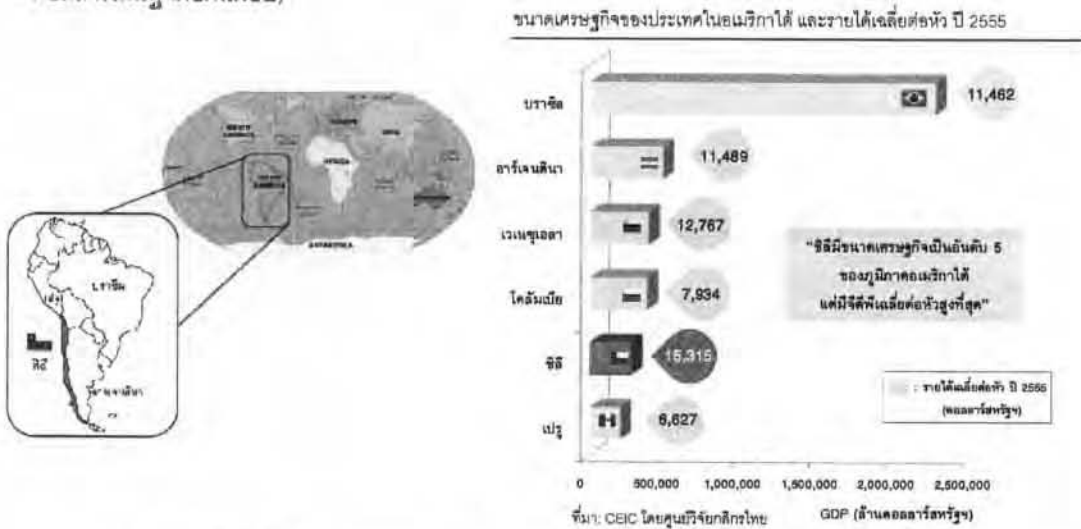 ขนาดเศรษฐกิจของประเทศในอเมริกาใต้ และรายได้เฉลี่ยต่อหัว ปี 2555
บราซิล
11,462
อาร์เจนตินา
11,489
เวเนซุเอลา
12,767
โคลัมเบีย
7,934
ชิลี
15,315
เปรู
6,627
"ชิลีมีขนาดเศรษฐกิจเป็นอันดับ 5
ของภูมิภาคอเมริกาใต้
แต่มีจีดีพีเฉลี่ยต่อหัวสูงที่สุด"
: รายได้เฉลี่ยต่อหัว ปี 2555
(ดอลลาร์สหรัฐฯ)
0 500,000 1,000,000 1,500,000 2,000,000 2,500,000
ที่มา: CEIC โดยศูนย์วิจัยกสิกรไทย
GDP (ล้านดอลลาร์สหรัฐฯ)
AFRICA
ANTARCTICA
บราซิล
เปรู
ชิลี